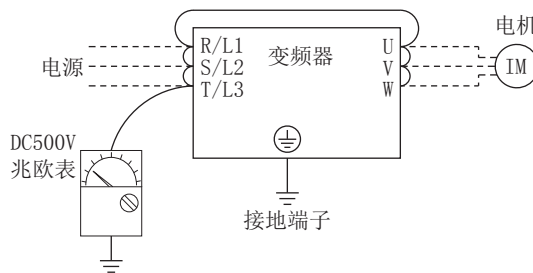 电机
R/L1
变频器
U
电源
S/L2
V
IM
T/L3
W
DC500V
兆欧表
接地端子